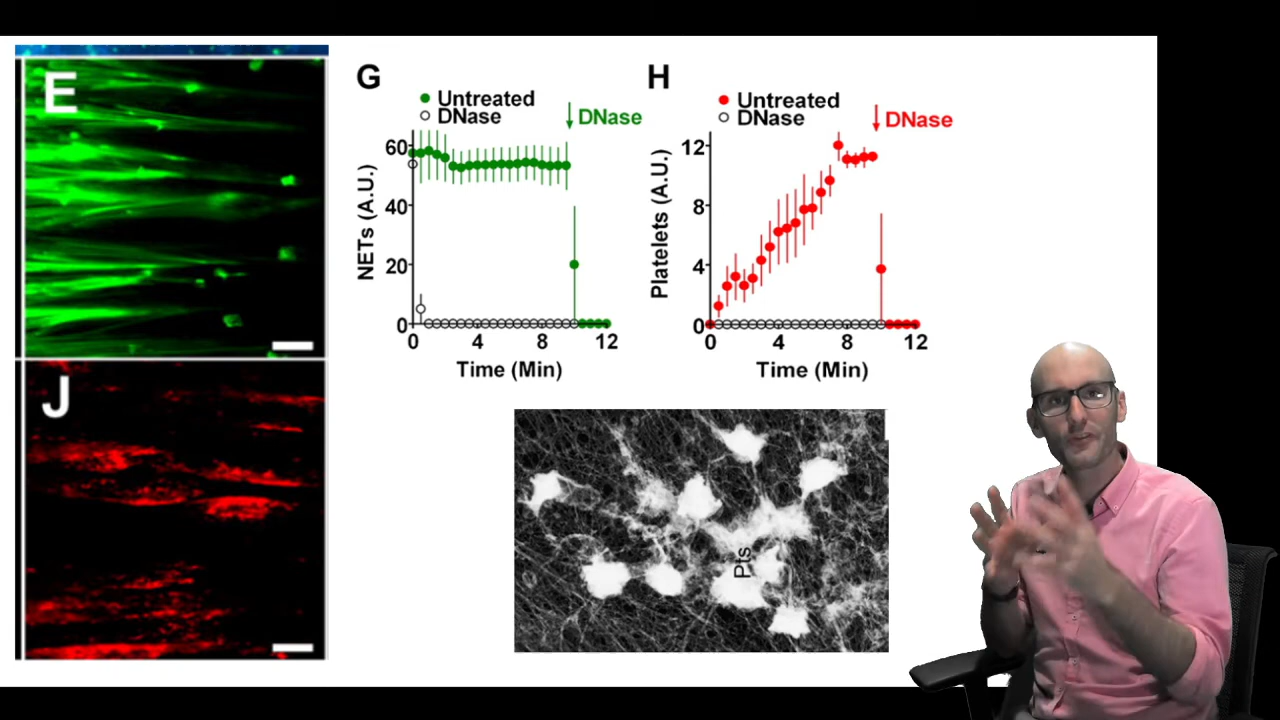 E
J
G
Untreated
DNase
DNase
NETs (A.U.)
60
40
20
0
0 4 8 12
Time (Min)
H
Untreated
DNase
DNase
Platelets (A.U.)
12
8
4
0
0 4 8 12
Time (Min)
Pts